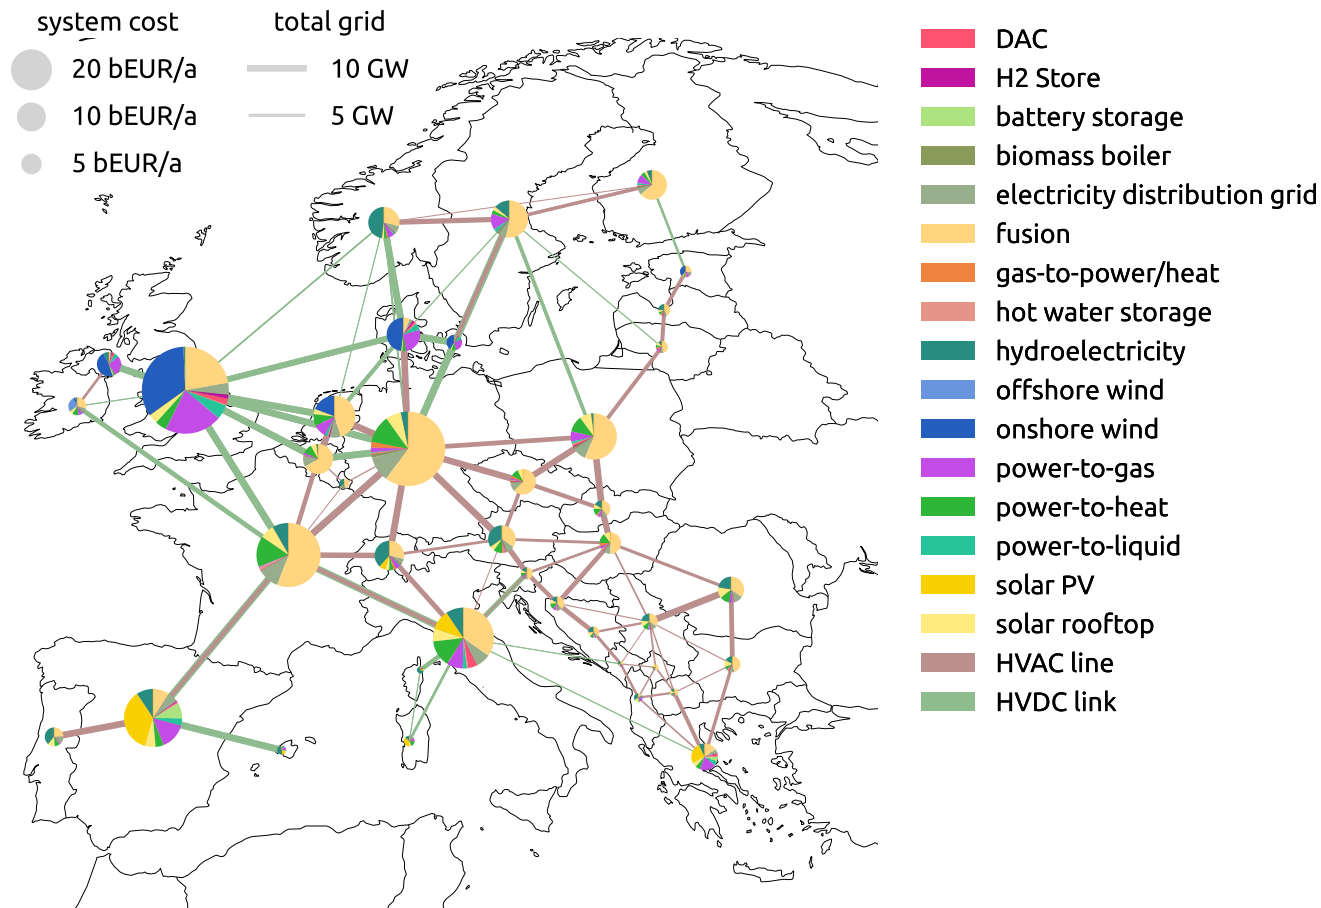 system cost
total grid
20 bEUR/a
10 GW
10 bEUR/a
5 GW
5 bEUR/a
DAC
H2 Store
battery storage
biomass boiler
electricity distribution grid
fusion
gas-to-power/heat
hot water storage
hydroelectricity
offshore wind
onshore wind
power-to-gas
power-to-heat
power-to-liquid
solar PV
solar rooftop
HVAC line
HVDC link